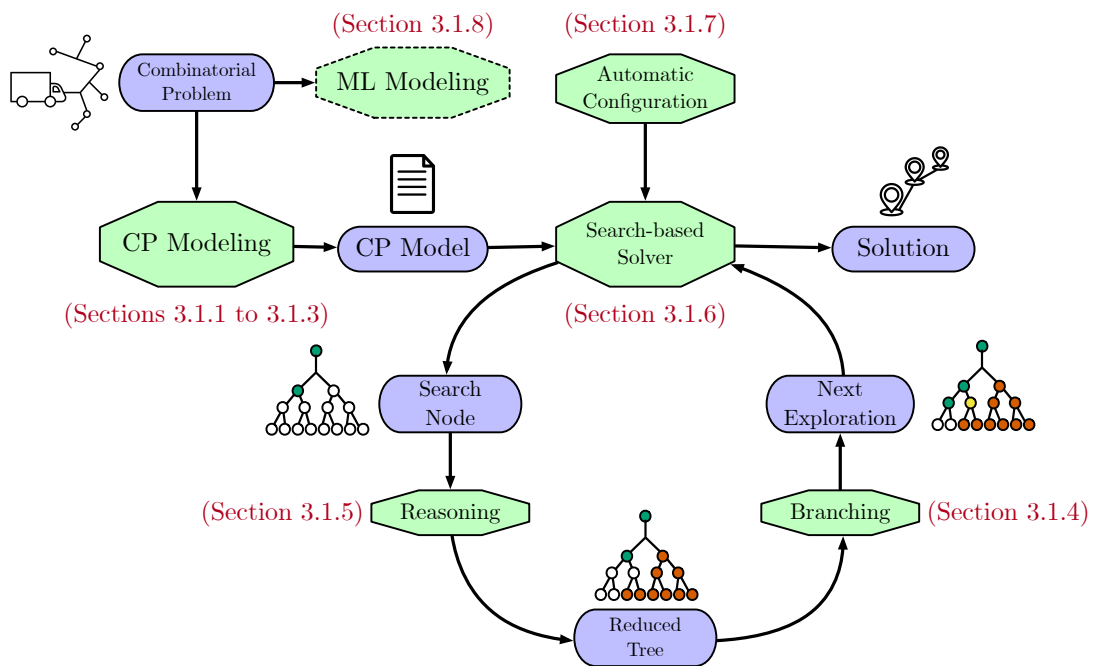 (Section 3.1.8)
(Section 3.1.7)
Combinatorial
Problem
ML Modeling
Automatic
Configuration
CP Modeling
CP Model
Search-based
Solver
Solution
(Sections 3.1.1 to 3.1.3)
(Section 3.1.6)
Search
Node
Next
Exploration
(Section 3.1.5)
Reasoning
Branching
(Section 3.1.4)
Reduced
Tree